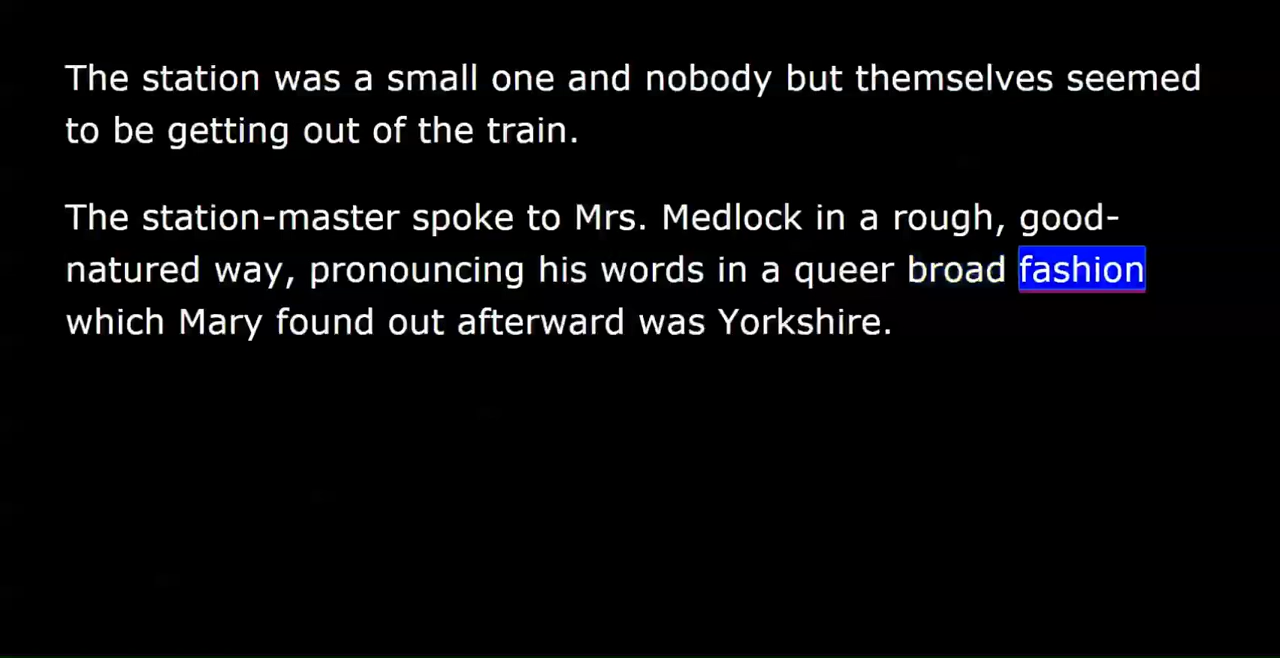 The station was a small one and nobody but themselves seemed
to be getting out of the train.
The station-master spoke to Mrs. Medlock in a rough, good-
natured way, pronouncing his words in a queer broad fashion
which Mary found out afterward was Yorkshire.